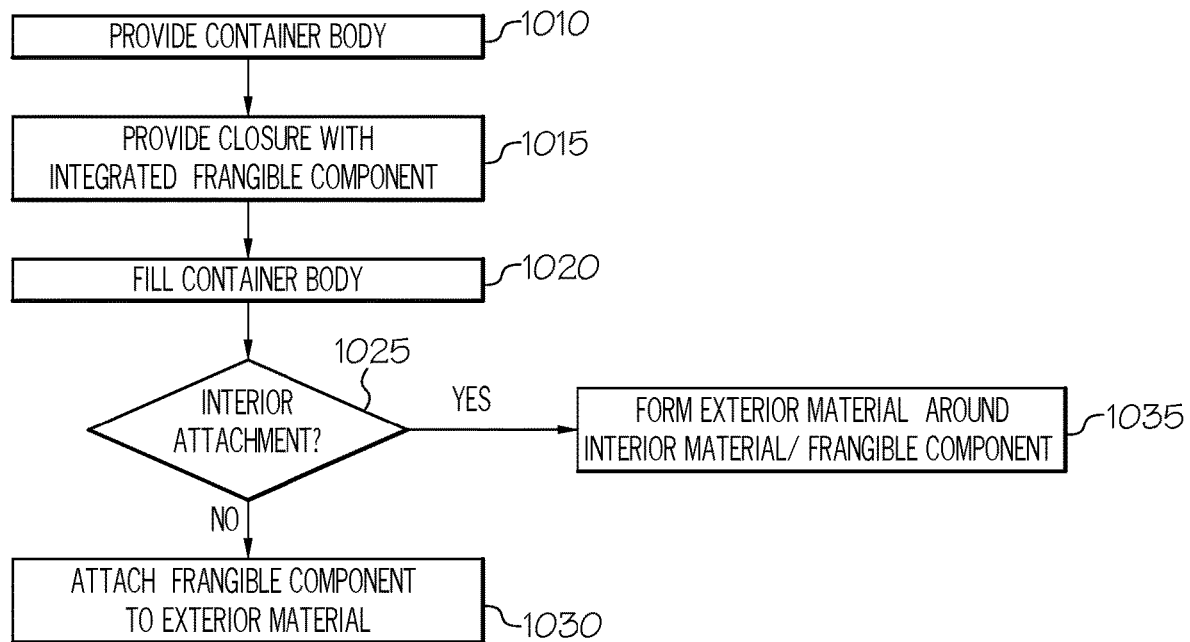 PROVIDE CONTAINER BODY
1010
PROVIDE CLOSURE WITH
INTEGRATED FRANGIBLE COMPONENT
1015
FILL CONTAINER BODY
1020
INTERIOR
ATTACHMENT?
1025
YES
FORM EXTERIOR MATERIAL AROUND
INTERIOR MATERIAL/ FRANGIBLE COMPONENT
1035
NO
ATTACH FRANGIBLE COMPONENT
TO EXTERIOR MATERIAL
1030